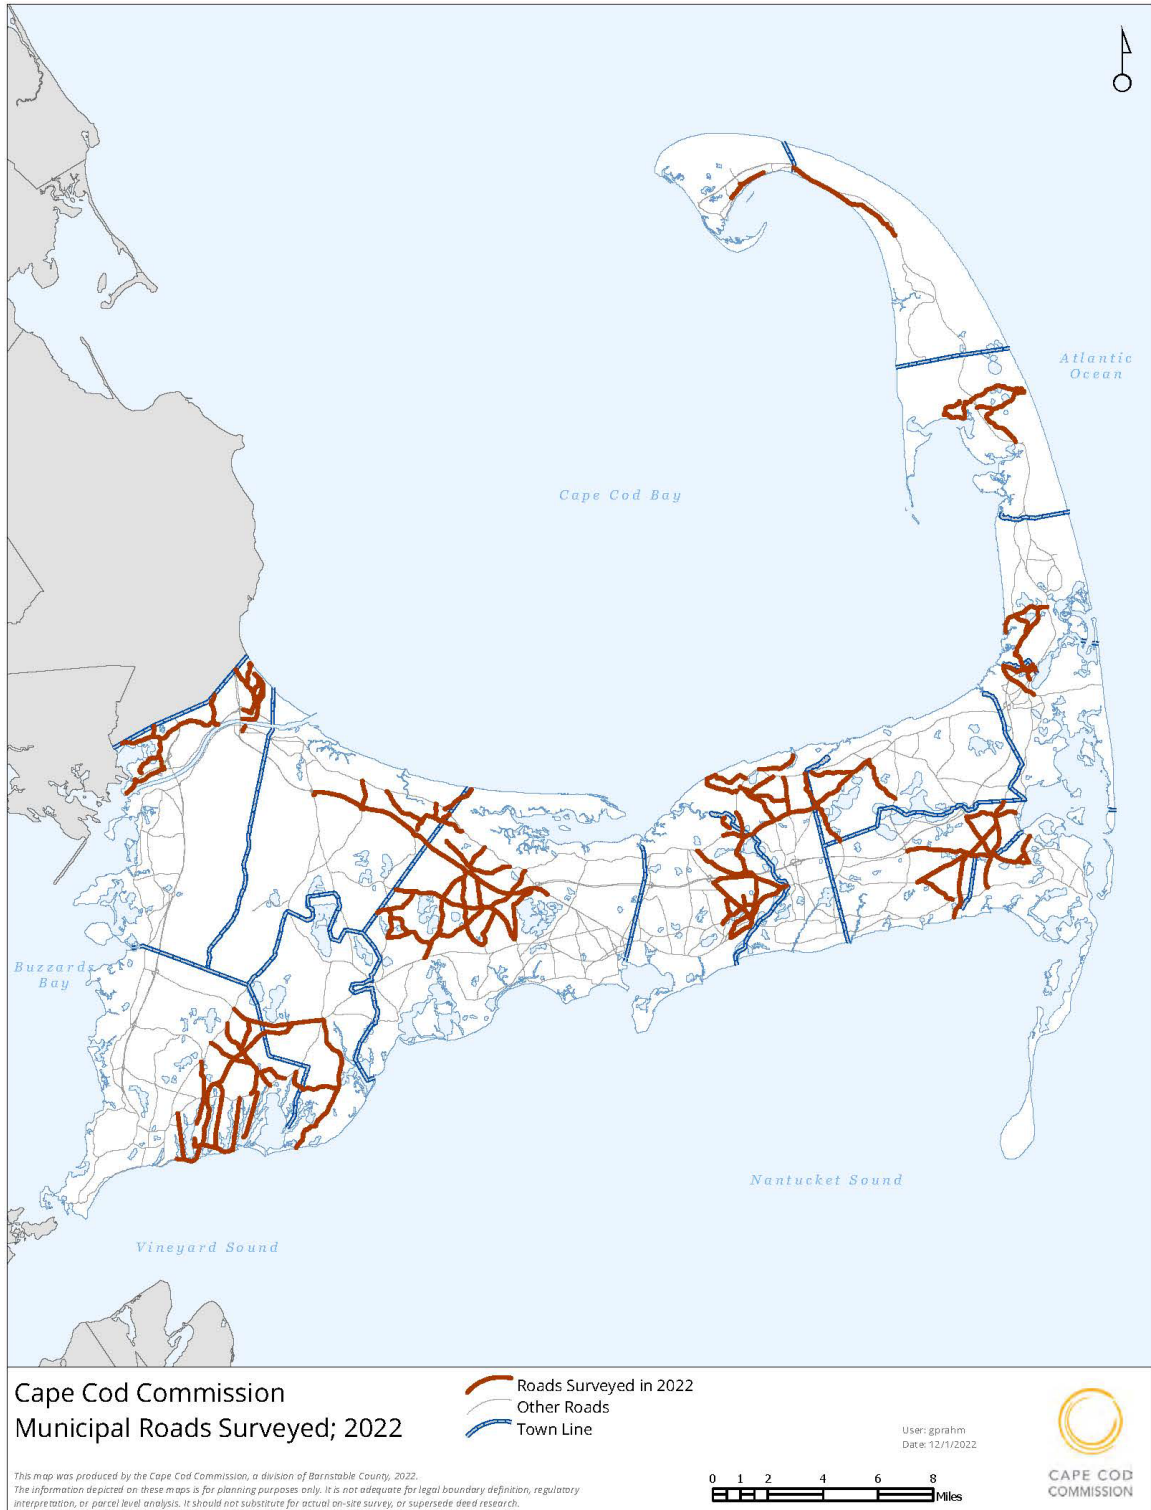 Atlantic
Ocean
Cape Cod Bay
Buzzards
Bay
Nantucket Sound
Vineyard Sound
Cape Cod Commission
Municipal Roads Surveyed; 2022
Roads Surveyed in 2022
Other Roads
Town Line
User: gprahm
Date: 12/1/2022
This map was produced by the Cape Cod Commission, a division of Barnstable County, 2022.
The information depicted on these maps is for planning purposes only. It is not adequate for legal boundary definition, regulatory
interpretation, or parcel level analysis. It should not substitute for actual on-site survey, or supersede deed research.
0 1 2 4 6 8
Miles
CAPE COD
COMMISSION